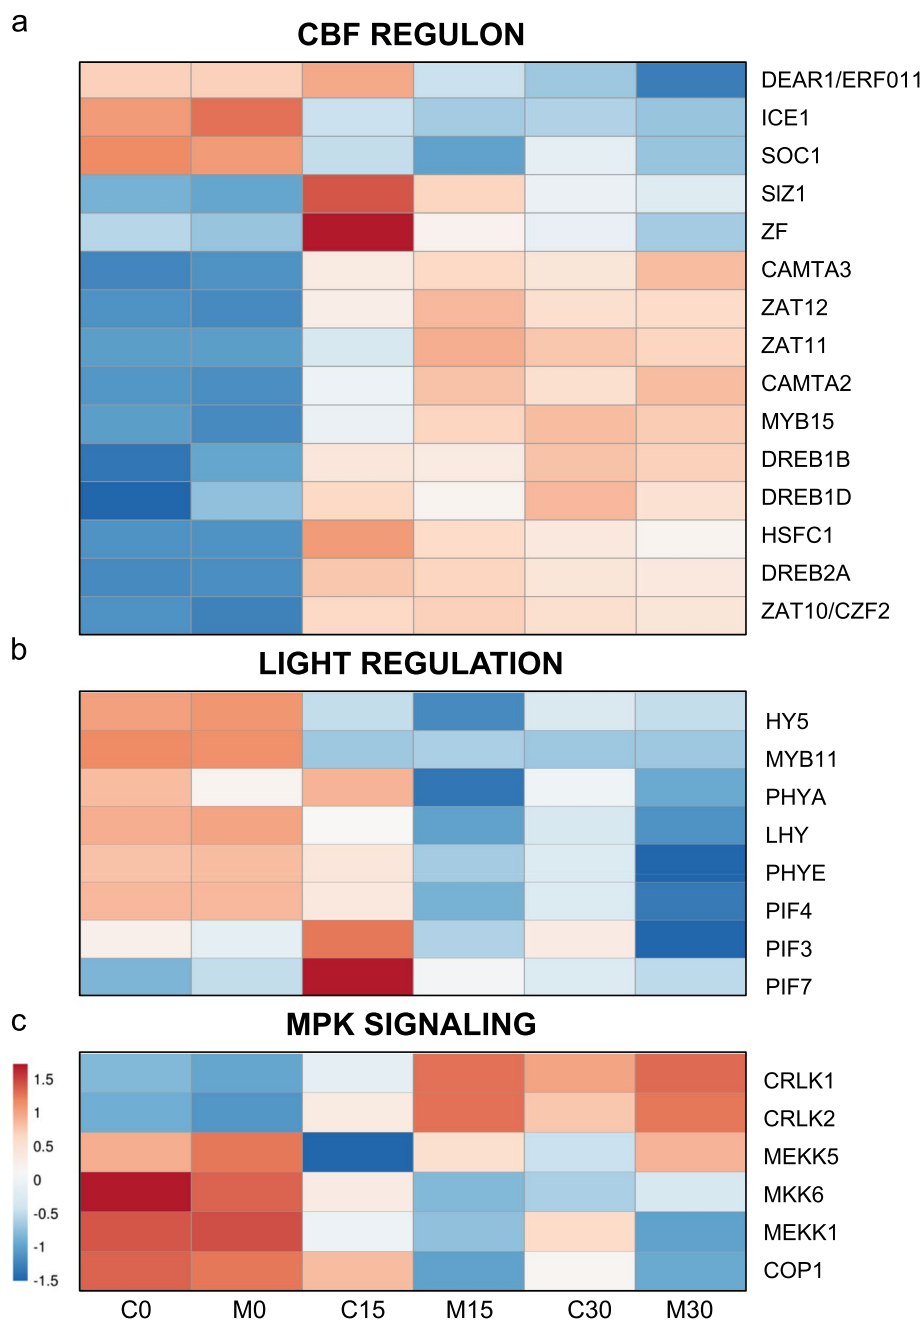 a
CBF REGULON
DEAR1/ERF011
ICE1
SOC1
SIZ1
ZF
CAMTA3
ZAT12
ZAT11
CAMTA2
MYB15
DREB1B
DREB1D
HSFC1
DREB2A
ZAT10/CZF2
b
LIGHT REGULATION
HY5
MYB11
PHYA
LHY
PHYE
PIF4
PIF3
PIF7
c
MPK SIGNALING
1.5
1
0.5
0
-0.5
-1
-1.5
CRLK1
CRLK2
MEKK5
MKK6
MEKK1
COP1
C0 M0 C15 M15 C30 M30